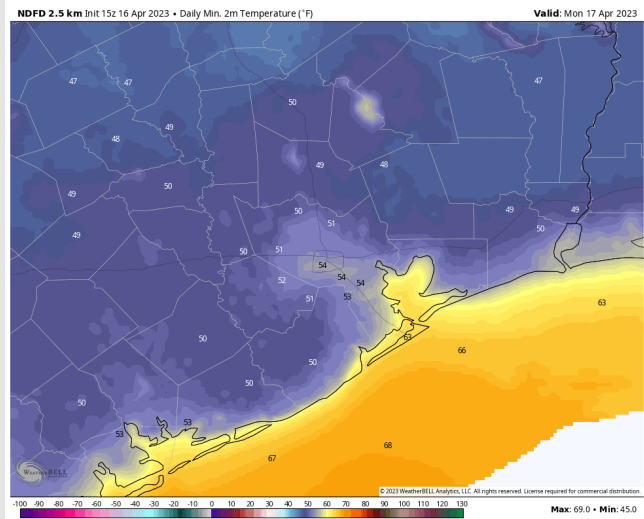 NDFD 2.5 km Init 15z 16 Apr 2023 • Daily Min. 2m Temperature (°F)
Valid: Mon 17 Apr 2023
47 47 47
50
48 49
49 48
49 50
50 49 49
49 51 50
50 51
54
52 54 54
51 53
63
63
50 66
50
50
50
53 53
68
67
WeatherBELL
© 2023 WeatherBELL Analytics, LLC. All rights reserved. License required for commercial distribution.
-100 -90 -80 -70 -60 -50 -40 -30 -20 -10 0 10 20 30 40 50 60 70 80 90 100 110 120 130
Max: 69.0 • Min: 45.0